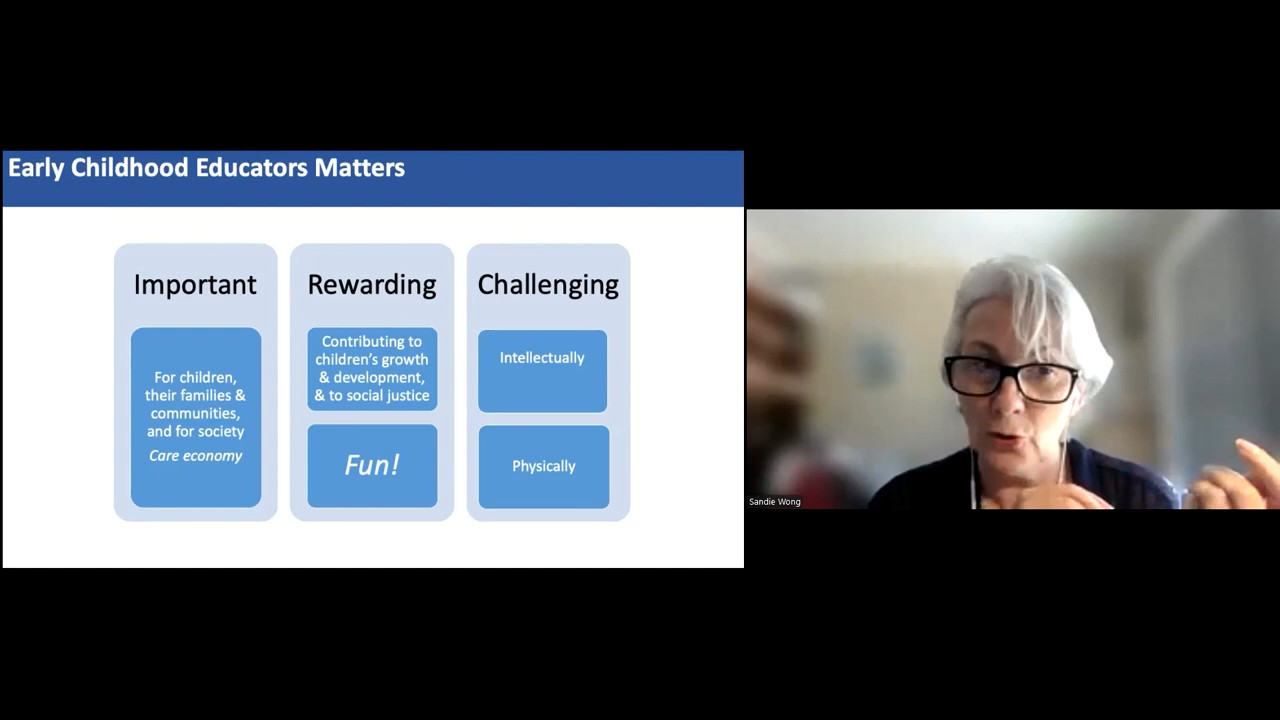 Early Childhood Educators Matters
Important
For children,
their families &
communities,
and for society
Care economy
Rewarding
Contributing to
children's growth
& development,
& to social justice
Fun!
Challenging
Intellectually
Physically
Sandie Wong